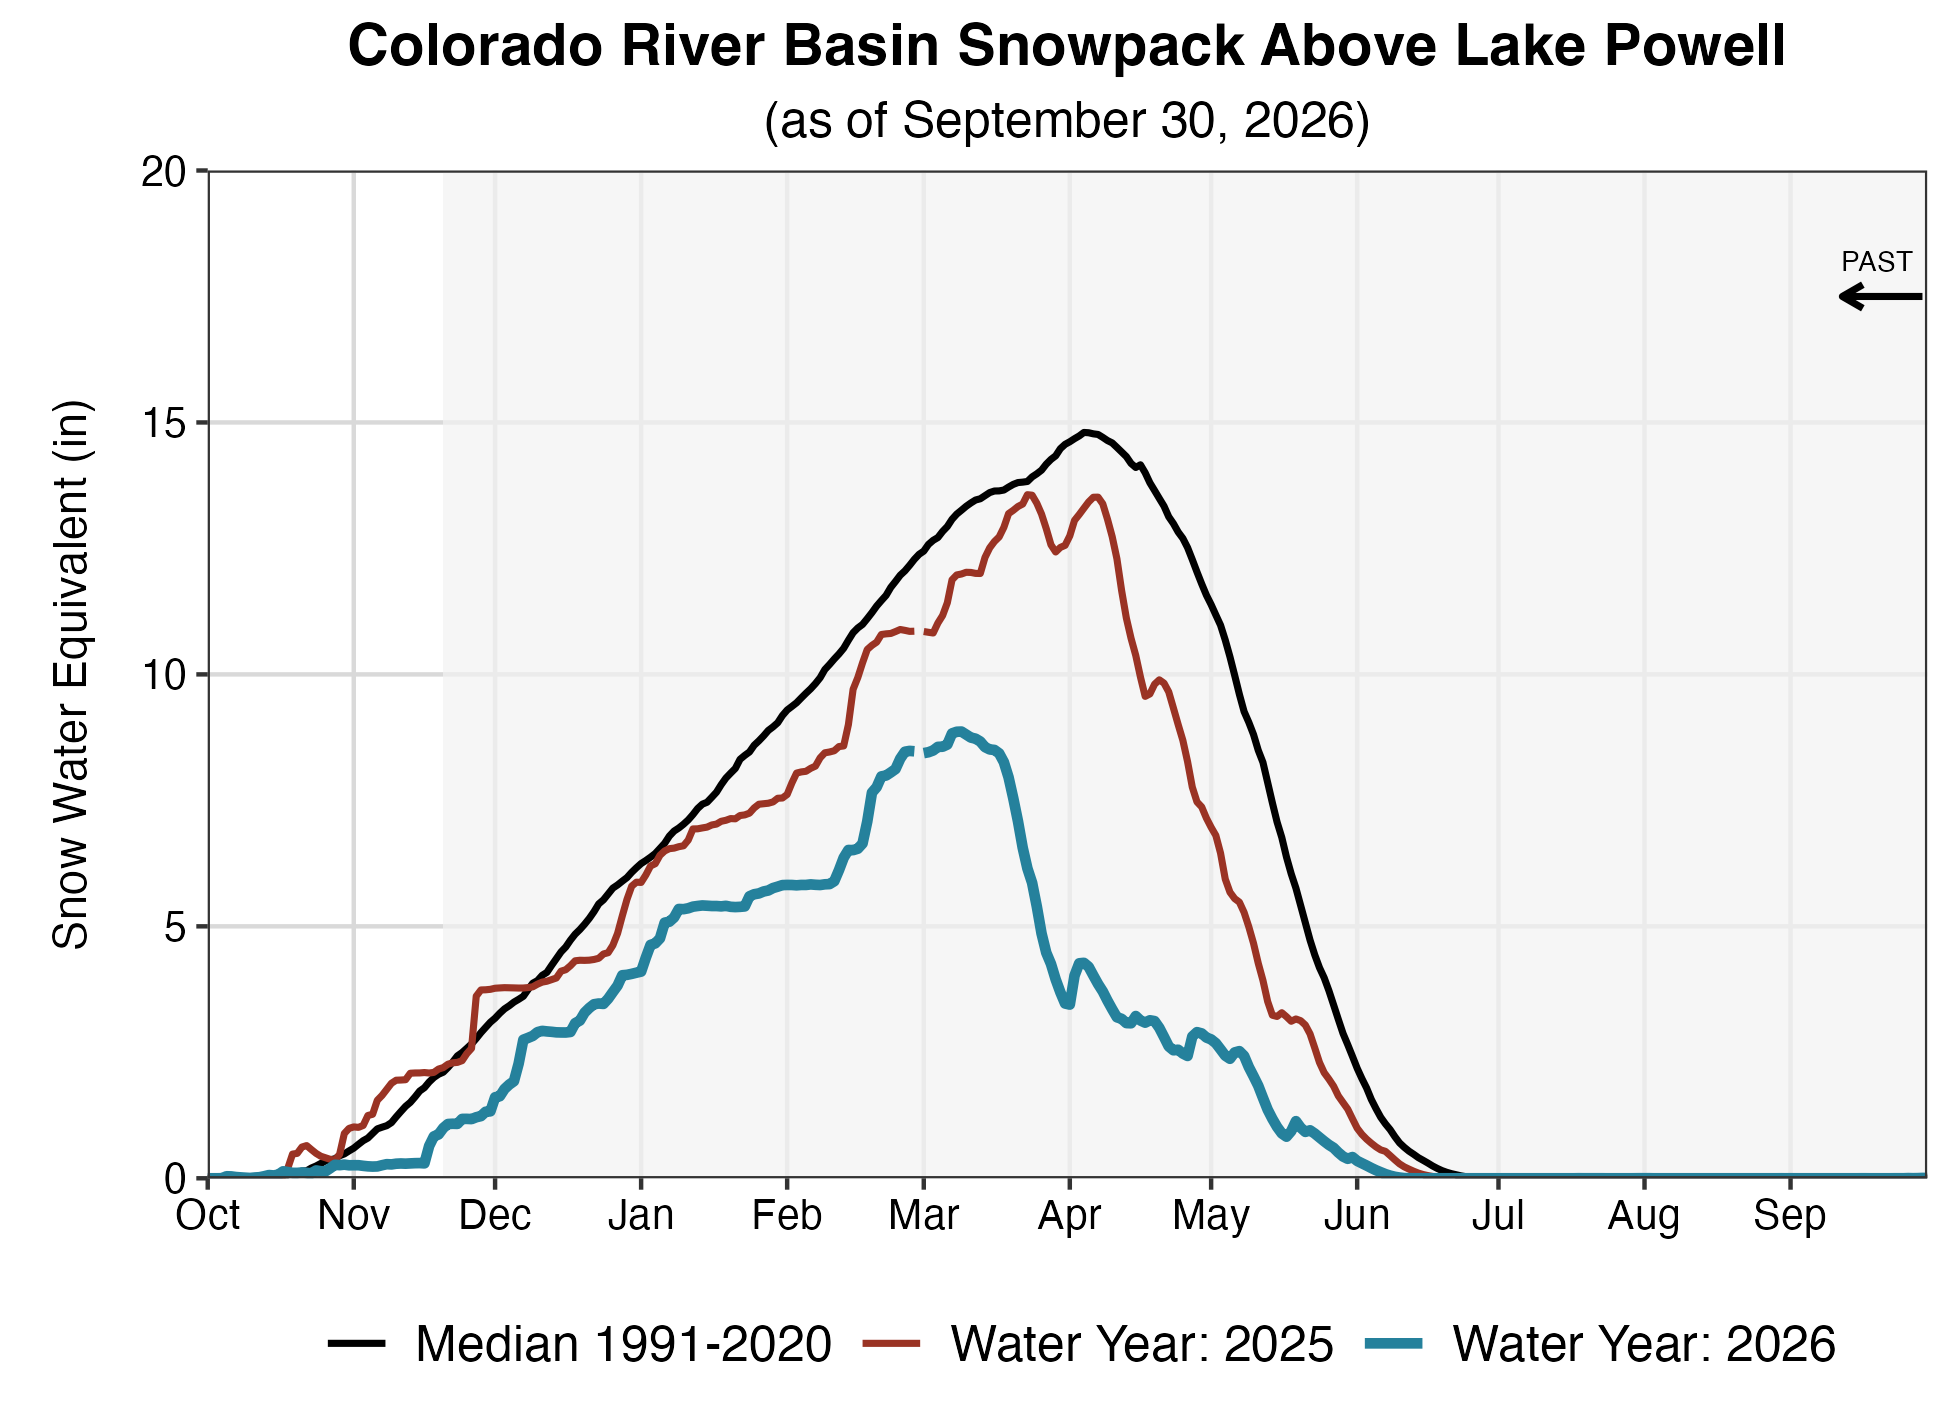 Colorado River Basin Snowpack Above Lake Powell
(as of September 30, 2026)
Snow Water Equivalent (in)
20
15
10
5
0
PAST
Oct Nov Dec Jan Feb Mar Apr May Jun Jul Aug Sep
Median 1991-2020 Water Year: 2025 Water Year: 2026